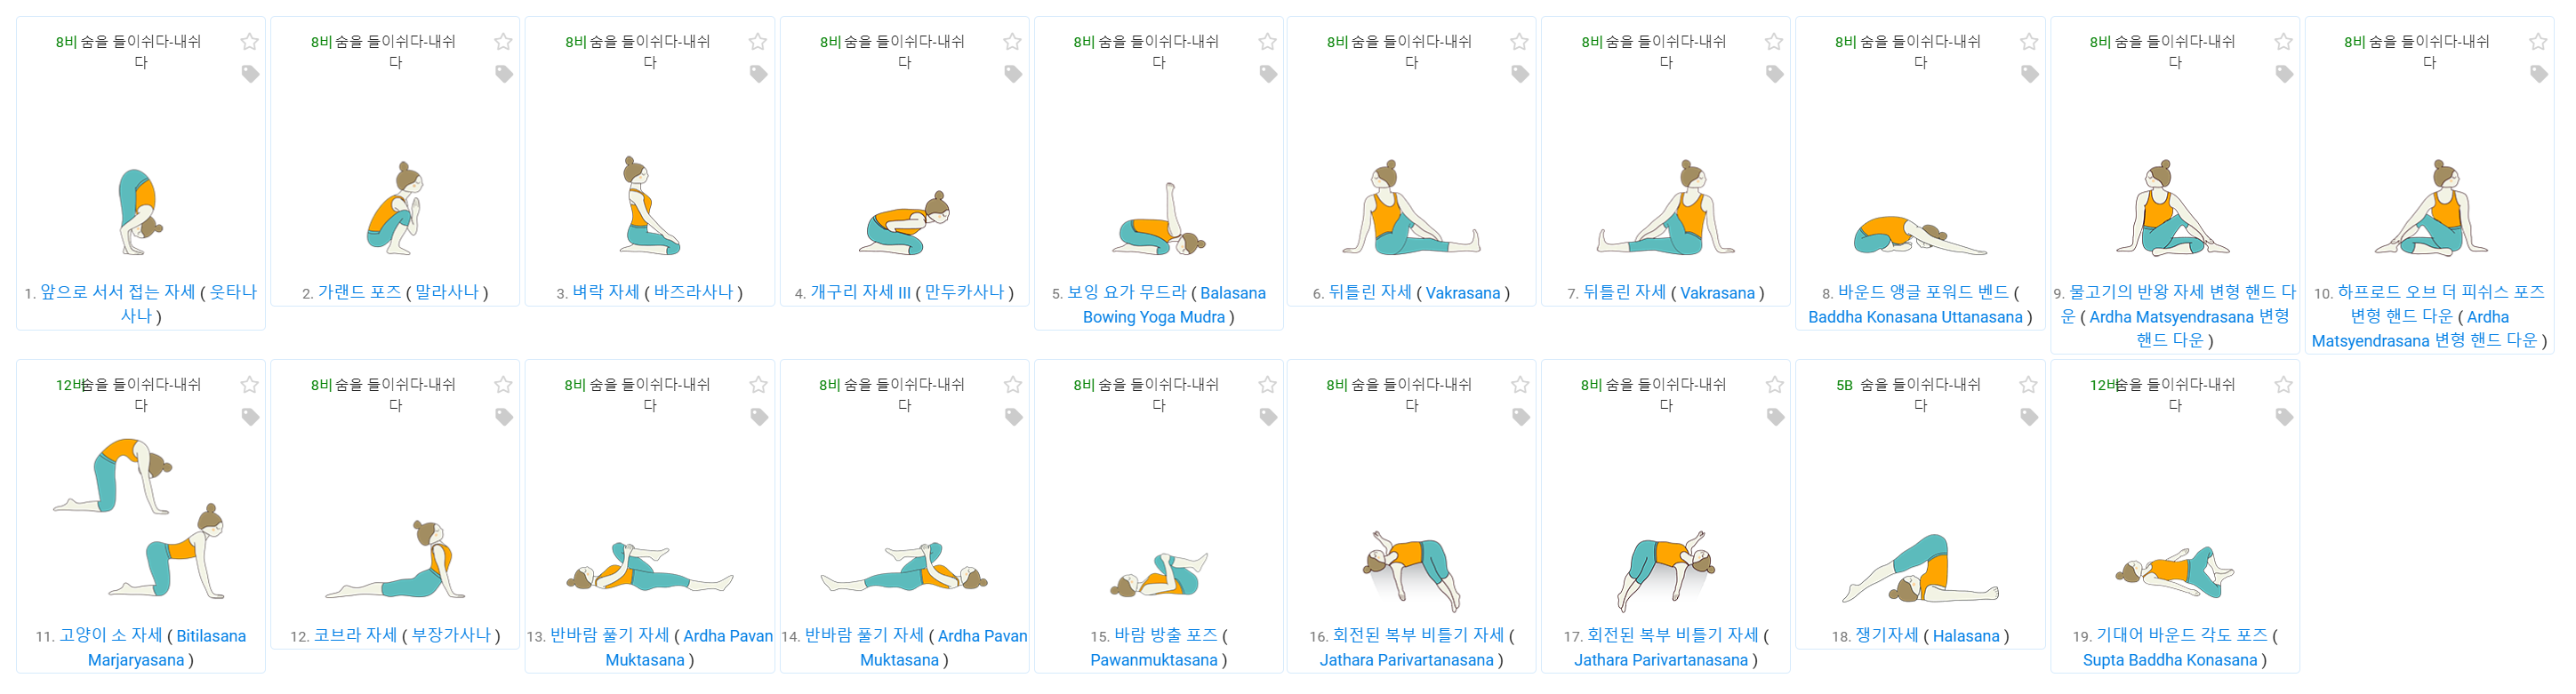 8비 숨을 들이쉬다-내쉬
다
1. 앞으로 서서 접는 자세 ( 웃타나
사나 )
8비 숨을 들이쉬다-내쉬
다
2. 가랜드 포즈 ( 말라사나 )
8비 숨을 들이쉬다-내쉬
다
3. 벼락 자세 ( 바즈라사나 )
8비 숨을 들이쉬다-내쉬
다
4. 개구리 자세 III ( 만두카사나 )
8비 숨을 들이쉬다-내쉬
다
5. 보잉 요가 무드라 ( Balasana
Bowing Yoga Mudra )
8비 숨을 들이쉬다-내쉬
다
6. 뒤틀린 자세 ( Vakrasana )
8비 숨을 들이쉬다-내쉬
다
7. 뒤틀린 자세 ( Vakrasana )
8비 숨을 들이쉬다-내쉬
다
8. 바운드 앵글 포워드 벤드 (
Baddha Konasana Uttanasana )
8비 숨을 들이쉬다-내쉬
다
9. 물고기의 반왕 자세 변형 핸드 다
운 ( Ardha Matsyendrasana 변형
핸드 다운 )
8비 숨을 들이쉬다-내쉬
다
10. 하프로드 오브 더 피쉬스 포즈
변형 핸드 다운 ( Ardha
Matsyendrasana 변형 핸드 다운 )
12비 숨을 들이쉬다-내쉬
다
11. 고양이 소 자세 ( Bitilasana
Marjaryasana )
8비 숨을 들이쉬다-내쉬
다
12. 코브라 자세 ( 부장가사나 )
8비 숨을 들이쉬다-내쉬
다
13. 반바람 풀기 자세 ( Ardha Pavan
Muktasana )
8비 숨을 들이쉬다-내쉬
다
14. 반바람 풀기 자세 ( Ardha Pavan
Muktasana )
8비 숨을 들이쉬다-내쉬
다
15. 바람 방출 포즈 (
Pawanmuktasana )
8비 숨을 들이쉬다-내쉬
다
16. 회전된 복부 비틀기 자세 (
Jathara Parivartanasana )
8비 숨을 들이쉬다-내쉬
다
17. 회전된 복부 비틀기 자세 (
Jathara Parivartanasana )
5B 숨을 들이쉬다-내쉬
다
18. 쟁기자세 ( Halasana )
12비 숨을 들이쉬다-내쉬
다
19. 기대어 바운드 각도 포즈 (
Supta Baddha Konasana )